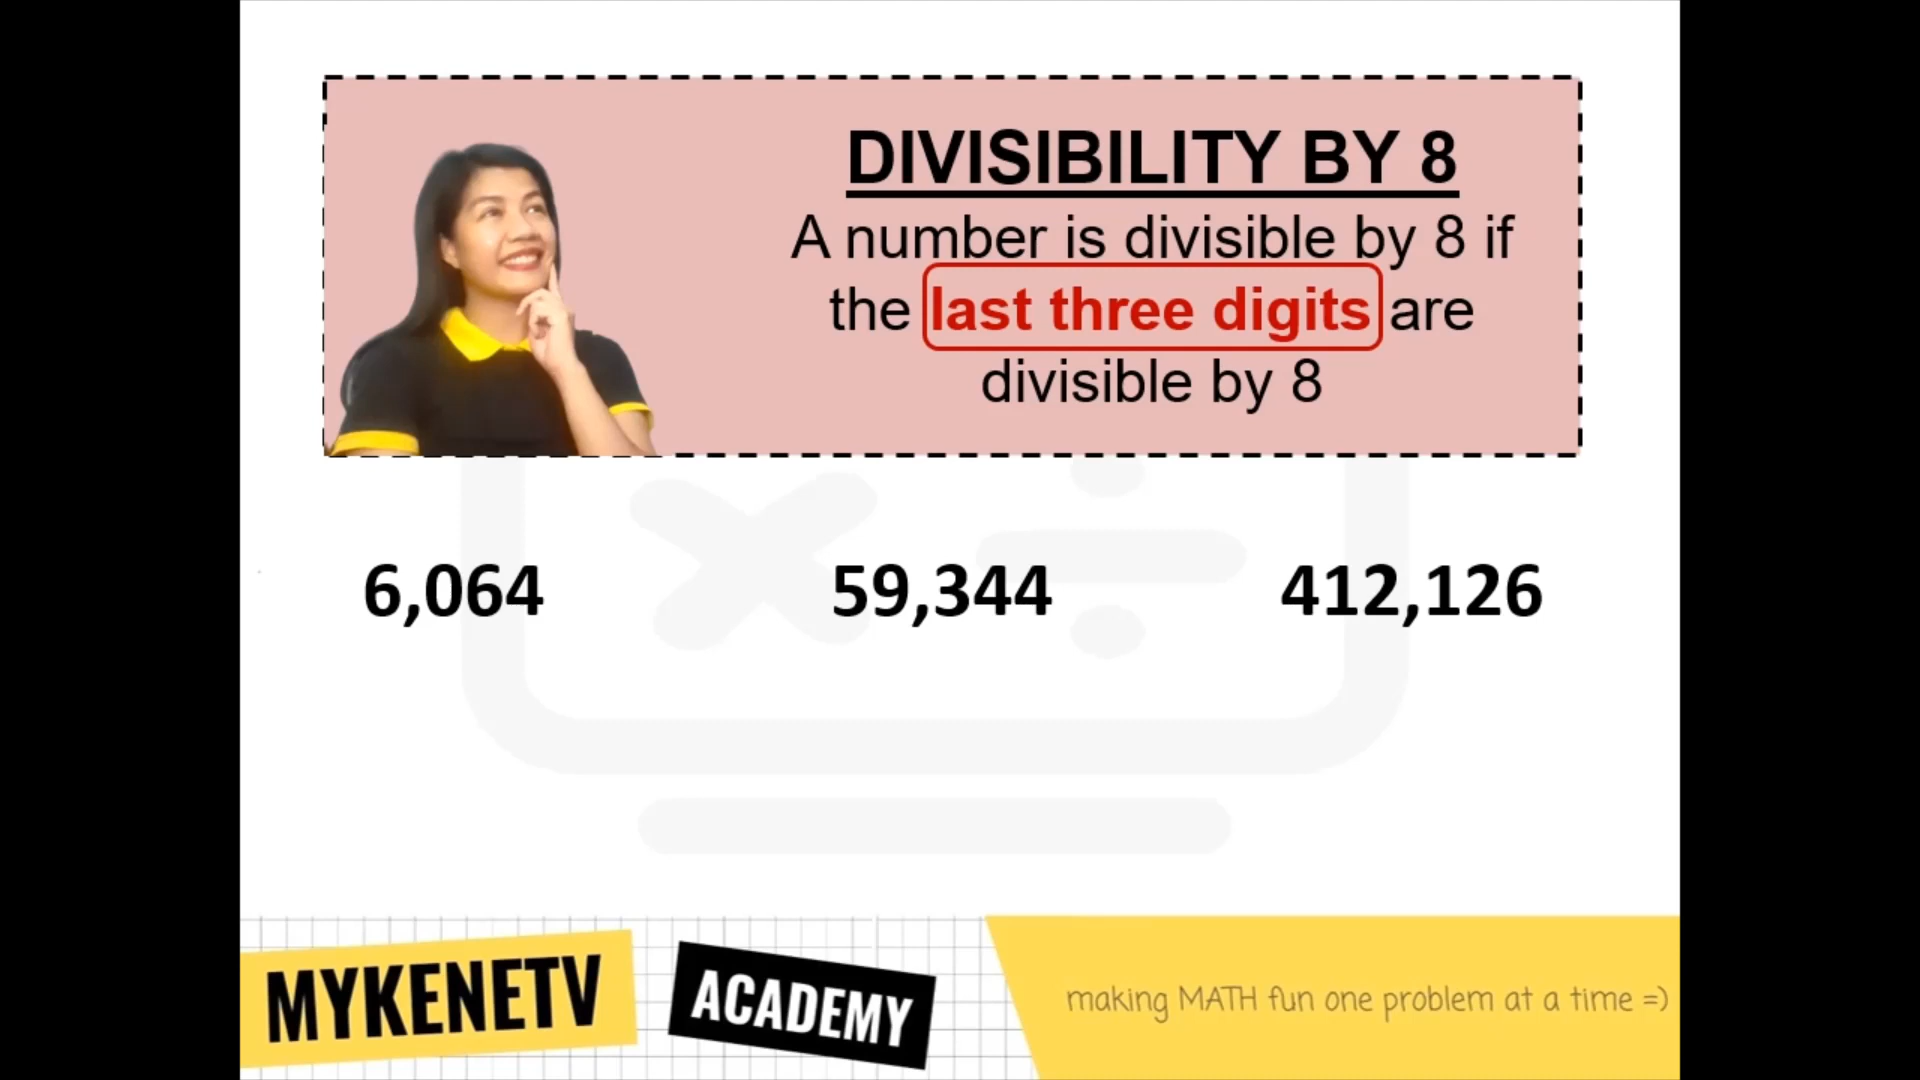 DIVISIBILITY BY 8
A number is divisible by 8 if
the last three digits are
divisible by 8
6,064 59,344 412,126
MYKENETV ACADEMY making MATH fun one problem at a time =)